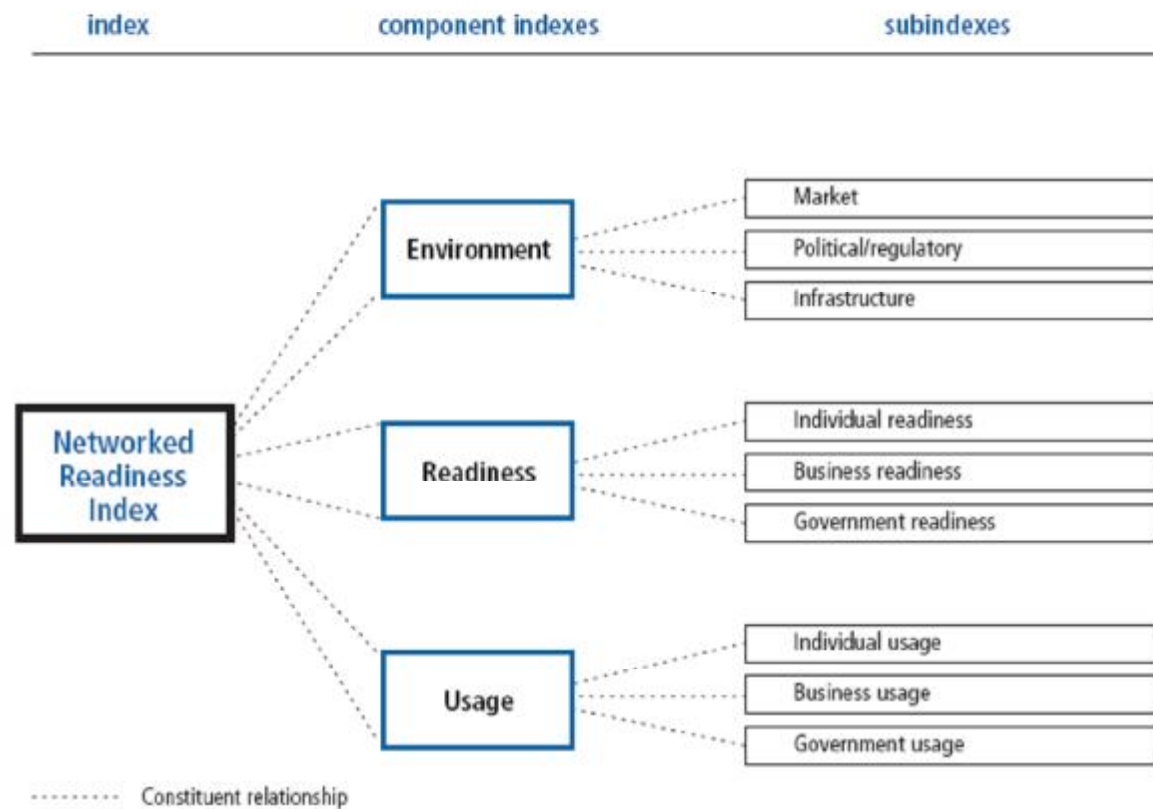 index component indexes subindexes
Market
Environment
Political/regulatory
Infrastructure
Networked
Readiness
Index
Individual readiness
Readiness
Business readiness
Government readiness
Individual usage
Usage
Business usage
Government usage
Constituent relationship